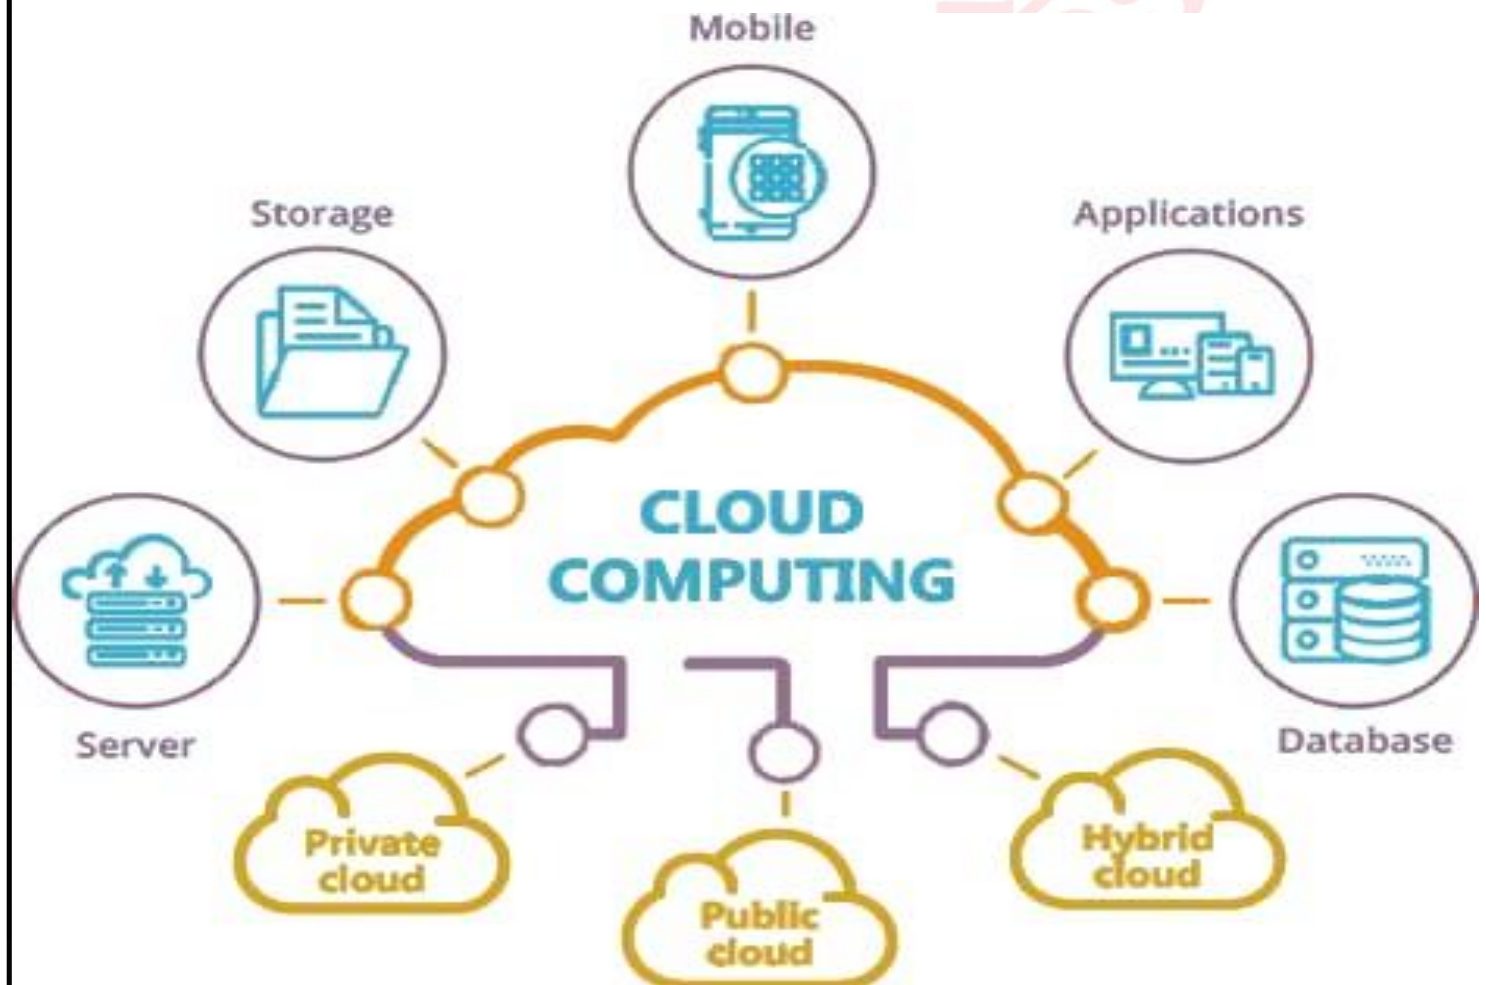 Mobile
Storage
Applications
CLOUD
COMPUTING
Server
Database
Private
cloud
Hybrid
cloud
Public
cloud